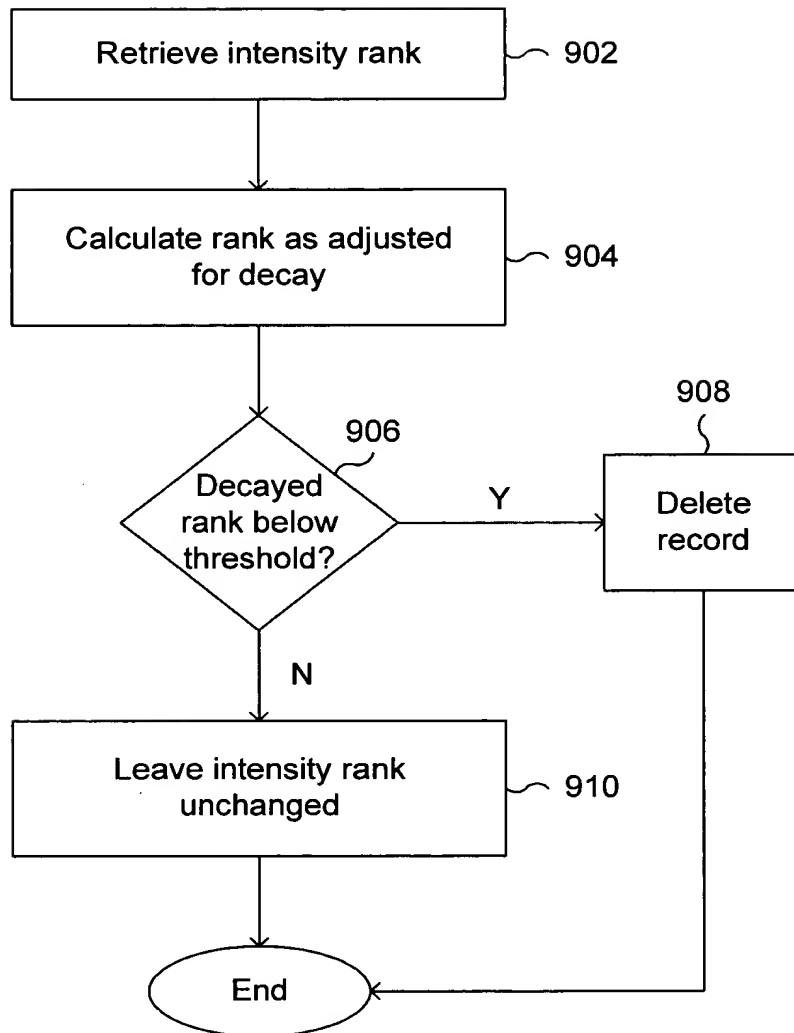 Retrieve intensity rank
902
Calculate rank as adjusted
for decay
904
906
Decayed
rank below
threshold?
Y
908
Delete
record
N
Leave intensity rank
unchanged
910
End